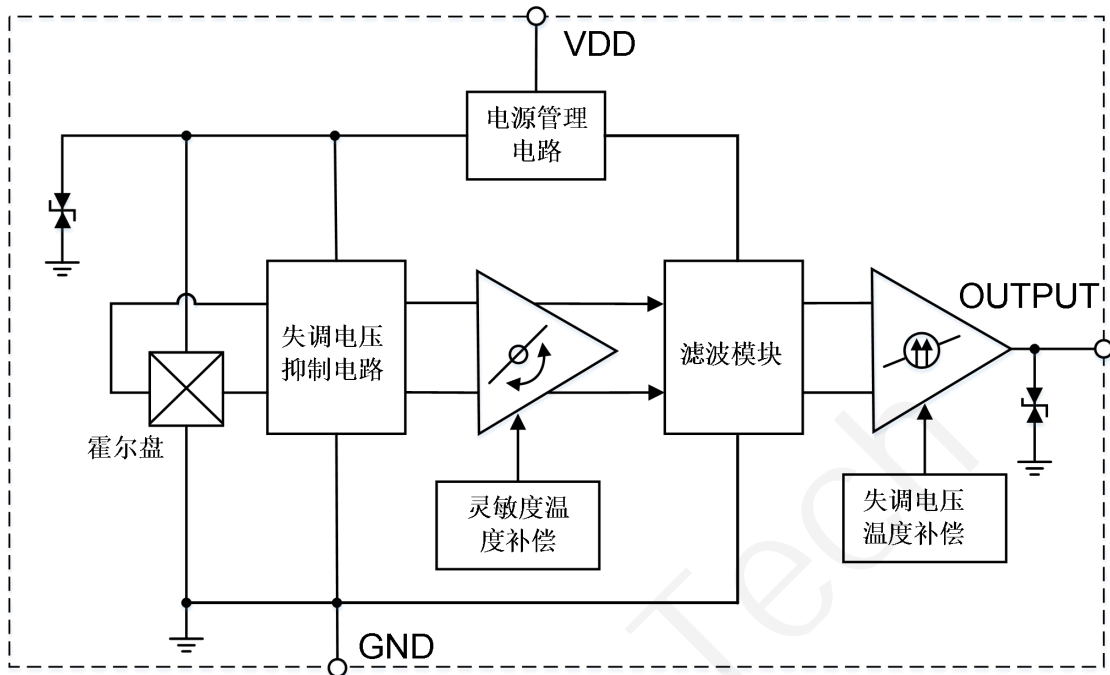 VDD
电源管理
电路
失调电压
抑制电路
滤波模块
OUTPUT
霍尔盘
灵敏度温
度补偿
失调电压
温度补偿
GND
Tech